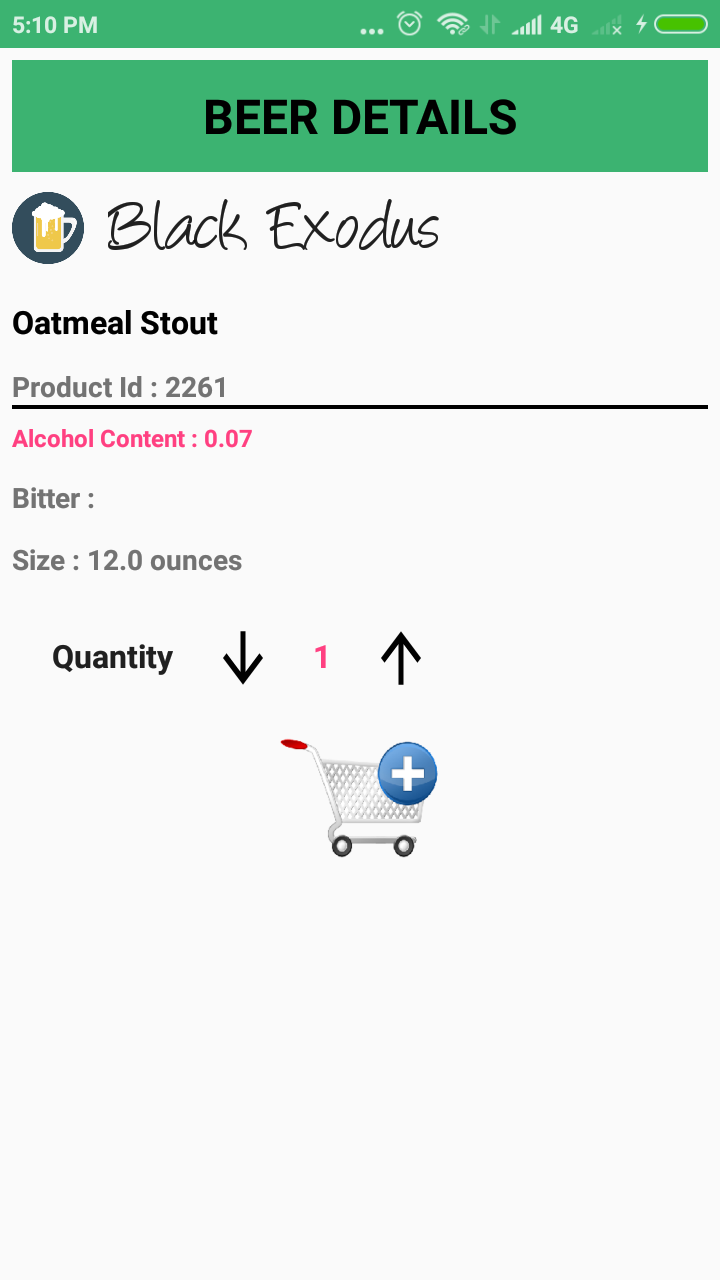 5:10 PM
4G
BEER DETAILS
Black Exodus
Oatmeal Stout
Product Id : 2261
Alcohol Content : 0.07
Bitter :
Size : 12.0 ounces
Quantity 1